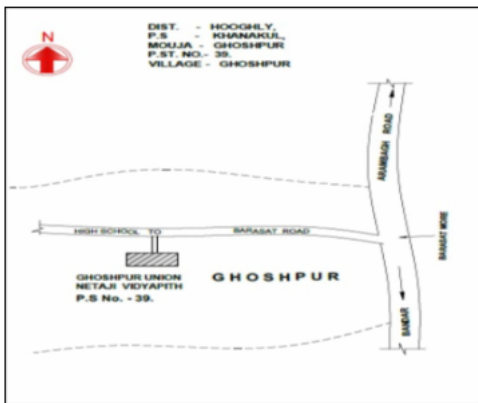 N
DIST. - HOOGHLY,
P.S - KHANAKUL,
MOUJA - GHOSHPUR
P.ST. NO.- 39.
VILLAGE - GHOSHPUR
ARAMBAGH ROAD
HIGH SCHOOL TO BARASAT ROAD
BARASAT MORE
GHOSHPUR UNION
NETAJI VIDYAPITH
P.S No. - 39.
GHOSHPUR
BANDAR